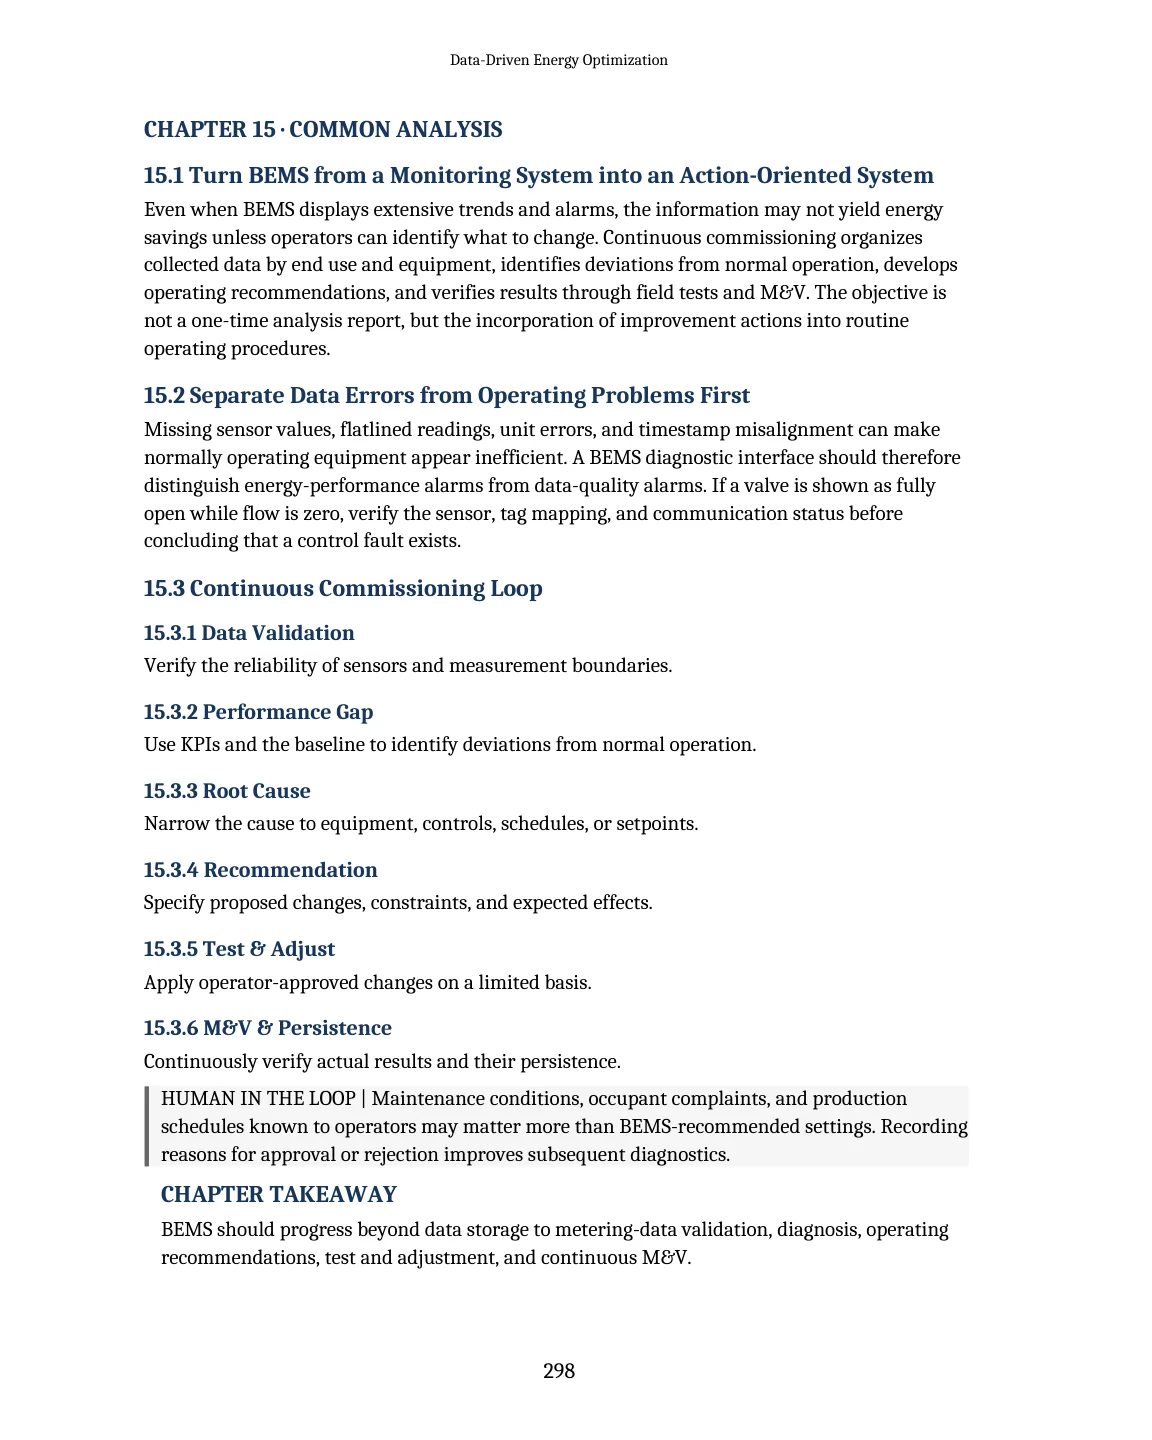 Data-Driven Energy Optimization
CHAPTER 15 · COMMON ANALYSIS
15.1 Turn BEMS from a Monitoring System into an Action-Oriented System
Even when BEMS displays extensive trends and alarms, the information may not yield energy
savings unless operators can identify what to change. Continuous commissioning organizes
collected data by end use and equipment, identifies deviations from normal operation, develops
operating recommendations, and verifies results through field tests and M&V. The objective is
not a one-time analysis report, but the incorporation of improvement actions into routine
operating procedures.
15.2 Separate Data Errors from Operating Problems First
Missing sensor values, flatlined readings, unit errors, and timestamp misalignment can make
normally operating equipment appear inefficient. A BEMS diagnostic interface should therefore
distinguish energy-performance alarms from data-quality alarms. If a valve is shown as fully
open while flow is zero, verify the sensor, tag mapping, and communication status before
concluding that a control fault exists.
15.3 Continuous Commissioning Loop
15.3.1 Data Validation
Verify the reliability of sensors and measurement boundaries.
15.3.2 Performance Gap
Use KPIs and the baseline to identify deviations from normal operation.
15.3.3 Root Cause
Narrow the cause to equipment, controls, schedules, or setpoints.
15.3.4 Recommendation
Specify proposed changes, constraints, and expected effects.
15.3.5 Test & Adjust
Apply operator-approved changes on a limited basis.
15.3.6 M&V & Persistence
Continuously verify actual results and their persistence.
HUMAN IN THE LOOP | Maintenance conditions, occupant complaints, and production
schedules known to operators may matter more than BEMS-recommended settings. Recording
reasons for approval or rejection improves subsequent diagnostics.
CHAPTER TAKEAWAY
BEMS should progress beyond data storage to metering-data validation, diagnosis, operating
recommendations, test and adjustment, and continuous M&V.
298